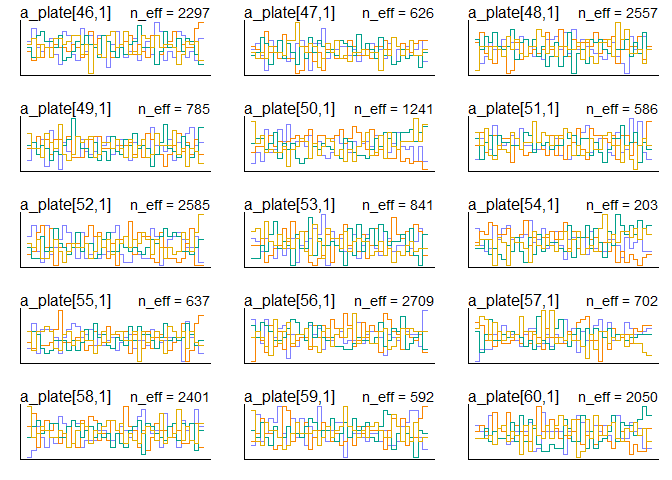 a_plate[46,1] n_eff = 2297 a_plate[47,1] n_eff = 626 a_plate[48,1] n_eff = 2557
a_plate[49,1] n_eff = 785 a_plate[50,1] n_eff = 1241 a_plate[51,1] n_eff = 586
a_plate[52,1] n_eff = 2585 a_plate[53,1] n_eff = 841 a_plate[54,1] n_eff = 203
a_plate[55,1] n_eff = 637 a_plate[56,1] n_eff = 2709 a_plate[57,1] n_eff = 702
a_plate[58,1] n_eff = 2401 a_plate[59,1] n_eff = 592 a_plate[60,1] n_eff = 2050